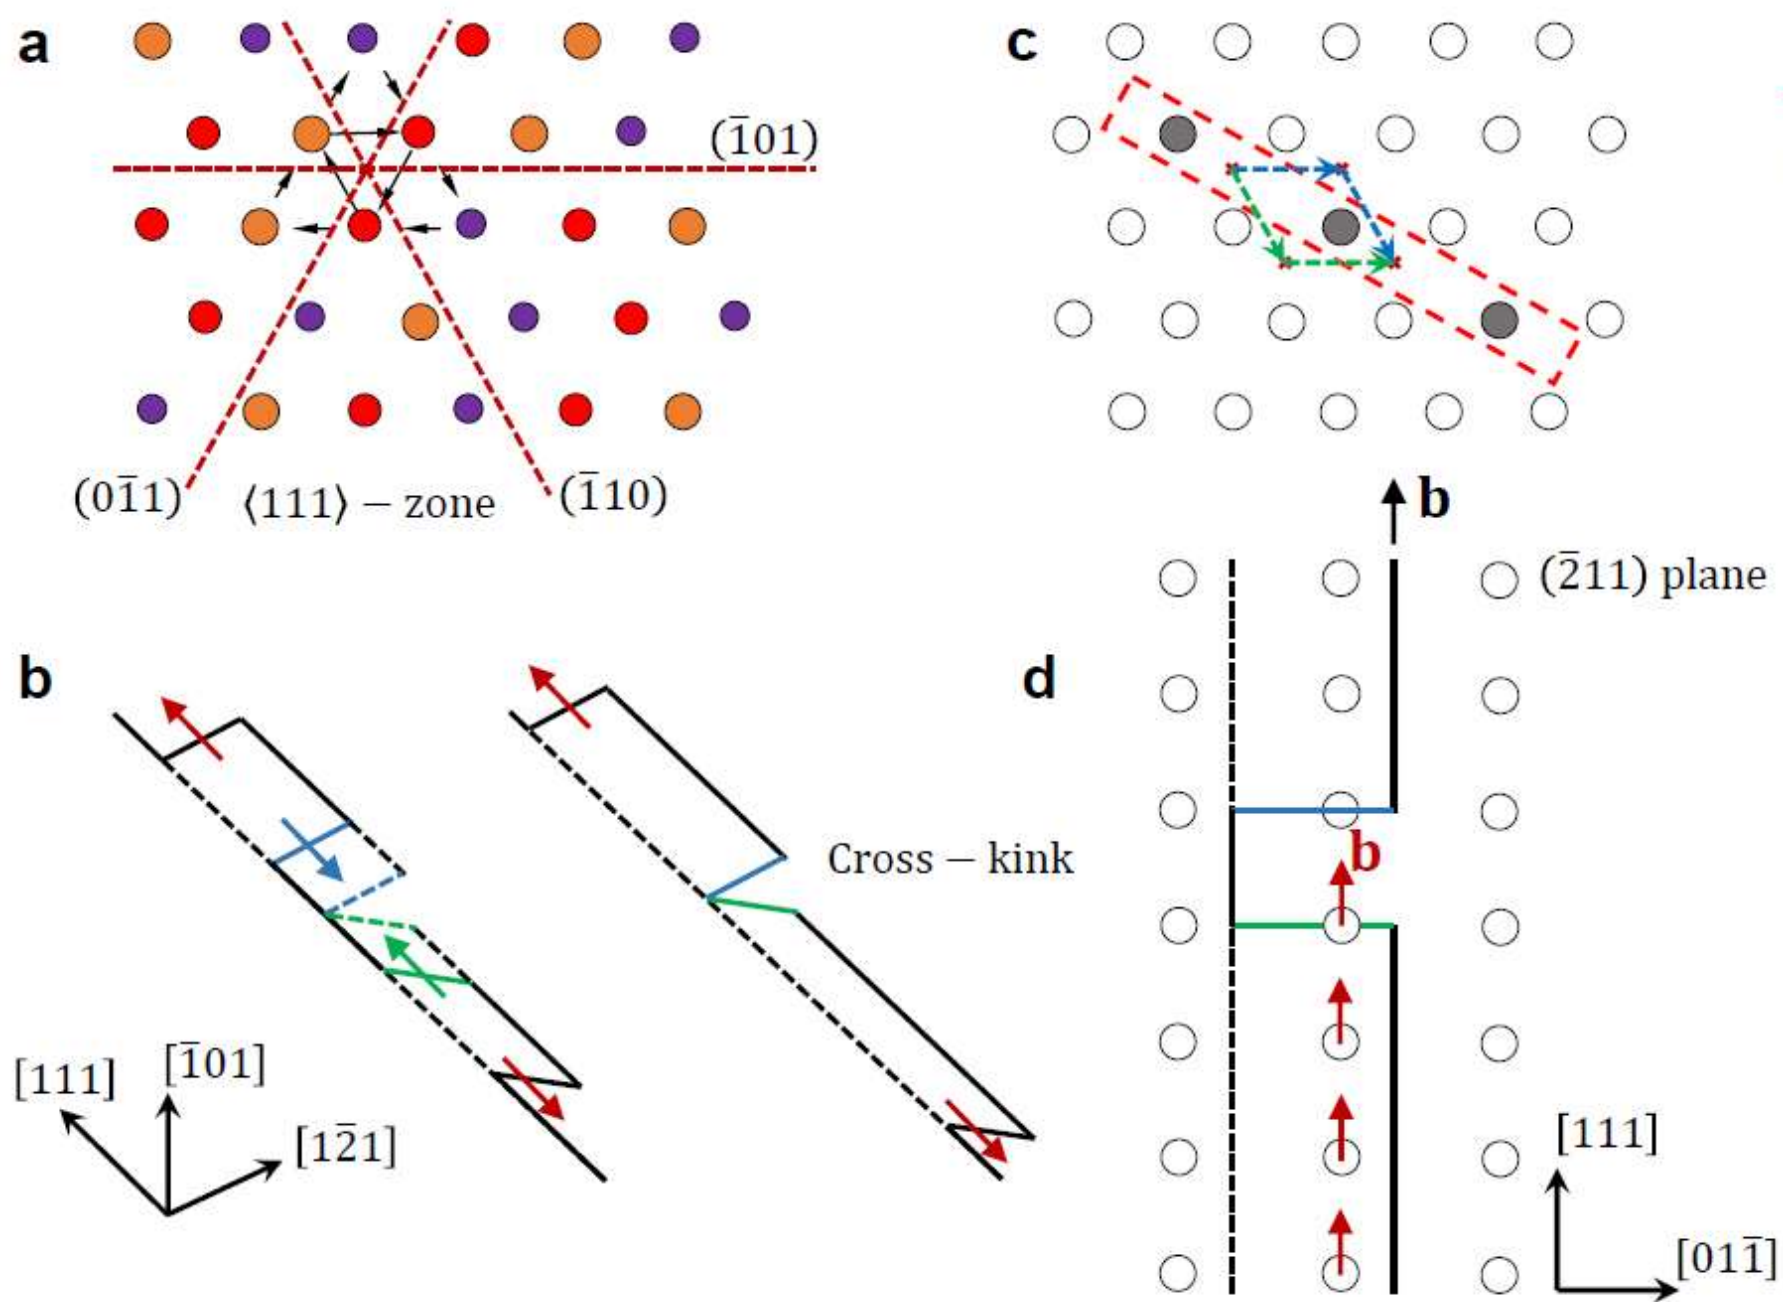 a
(1̅01)
(01̅1)
⟨111⟩ − zone
(1̅10)
c
b
(2̅11) plane
b
Cross − kink
d
b
[111]
[1̅01]
[12̅1]
[111]
[011̅]